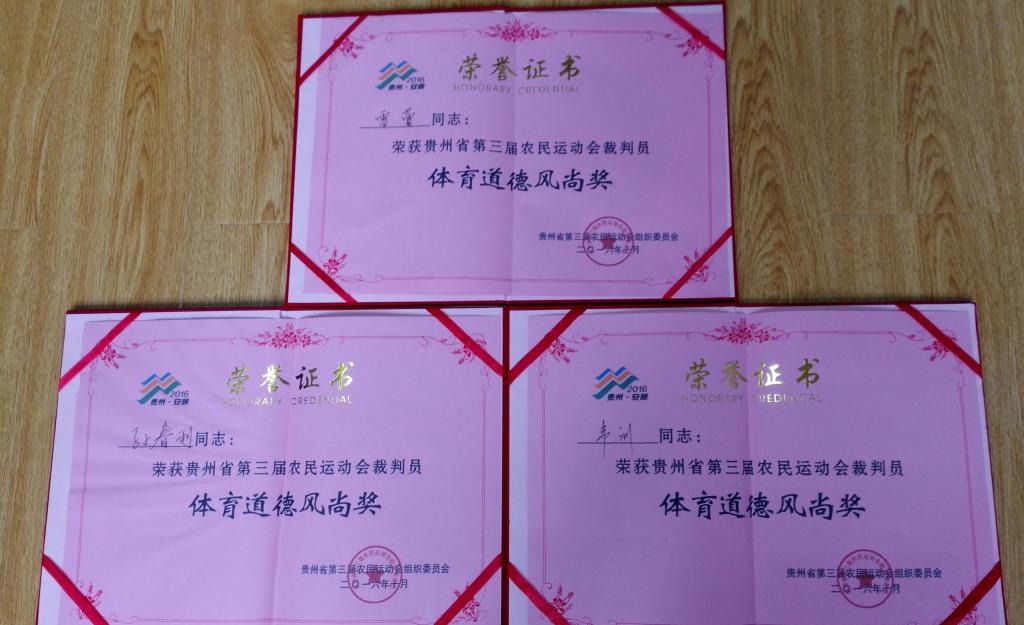 荣誉证书
HONORARY CREDENTIAL
2016
贵州·安顺
雷萱同志：
荣获贵州省第三届农民运动会裁判员
体育道德风尚奖
贵州省第三届农民运动会组织委员会
二〇一六年十月
荣誉证书
HONORARY CREDENTIAL
2016
贵州·安顺
孙春利同志：
荣获贵州省第三届农民运动会裁判员
体育道德风尚奖
贵州省第三届农民运动会组织委员会
二〇一六年十月
荣誉证书
HONORARY CREDENTIAL
2016
贵州·安顺
韦训同志：
荣获贵州省第三届农民运动会裁判员
体育道德风尚奖
贵州省第三届农民运动会组织委员会
二〇一六年十月